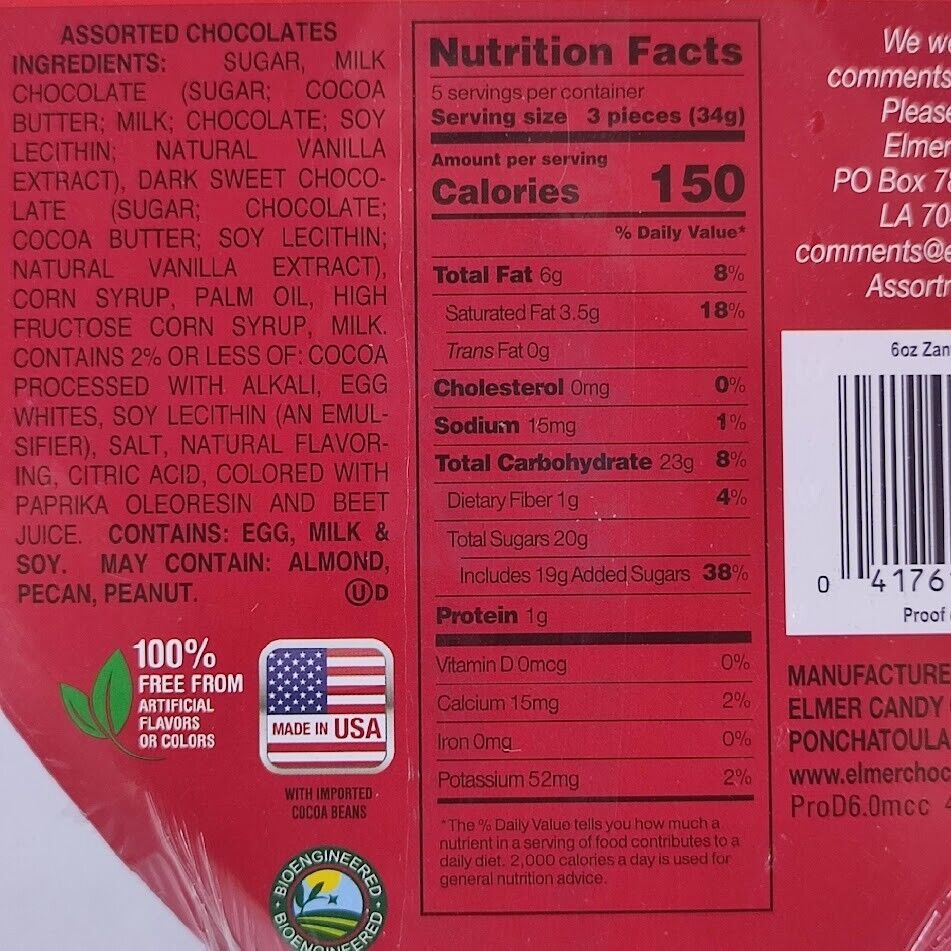 ASSORTED CHOCOLATES
INGREDIENTS: SUGAR, MILK
CHOCOLATE (SUGAR; COCOA
BUTTER; MILK; CHOCOLATE; SOY
LECITHIN; NATURAL VANILLA
EXTRACT), DARK SWEET CHOCO-
LATE (SUGAR; CHOCOLATE;
COCOA BUTTER; SOY LECITHIN;
NATURAL VANILLA EXTRACT),
CORN SYRUP, PALM OIL, HIGH
FRUCTOSE CORN SYRUP, MILK.
CONTAINS 2% OR LESS OF: COCOA
PROCESSED WITH ALKALI, EGG
WHITES, SOY LECITHIN (AN EMUL-
SIFIER), SALT, NATURAL FLAVOR-
ING, CITRIC ACID, COLORED WITH
PAPRIKA OLEORESIN AND BEET
JUICE. CONTAINS: EGG, MILK &
SOY. MAY CONTAIN: ALMOND,
PECAN, PEANUT. Ⓤ D
100%
FREE FROM
ARTIFICIAL
FLAVORS
OR COLORS
MADE IN USA
WITH IMPORTED
COCOA BEANS
BIOENGINEERED
BIOENGINEERED
Nutrition Facts
5 servings per container
Serving size 3 pieces (34g)
Amount per serving
Calories 150
% Daily Value*
Total Fat 6g 8%
Saturated Fat 3.5g 18%
Trans Fat 0g
Cholesterol 0mg 0%
Sodium 15mg 1%
Total Carbohydrate 23g 8%
Dietary Fiber 1g 4%
Total Sugars 20g
Includes 19g Added Sugars 38%
Protein 1g
Vitamin D 0mcg 0%
Calcium 15mg 2%
Iron 0mg 0%
Potassium 52mg 2%
*The % Daily Value tells you how much a
nutrient in a serving of food contributes to a
daily diet. 2,000 calories a day is used for
general nutrition advice.
We
comments
Please
Elmer
PO Box
LA 70
comments@
Assort
6oz Zan
0 4176
Proof
MANUFACTURE
ELMER CANDY
PONCHATOULA
www.elmerchoc
ProD6.0mcc 4